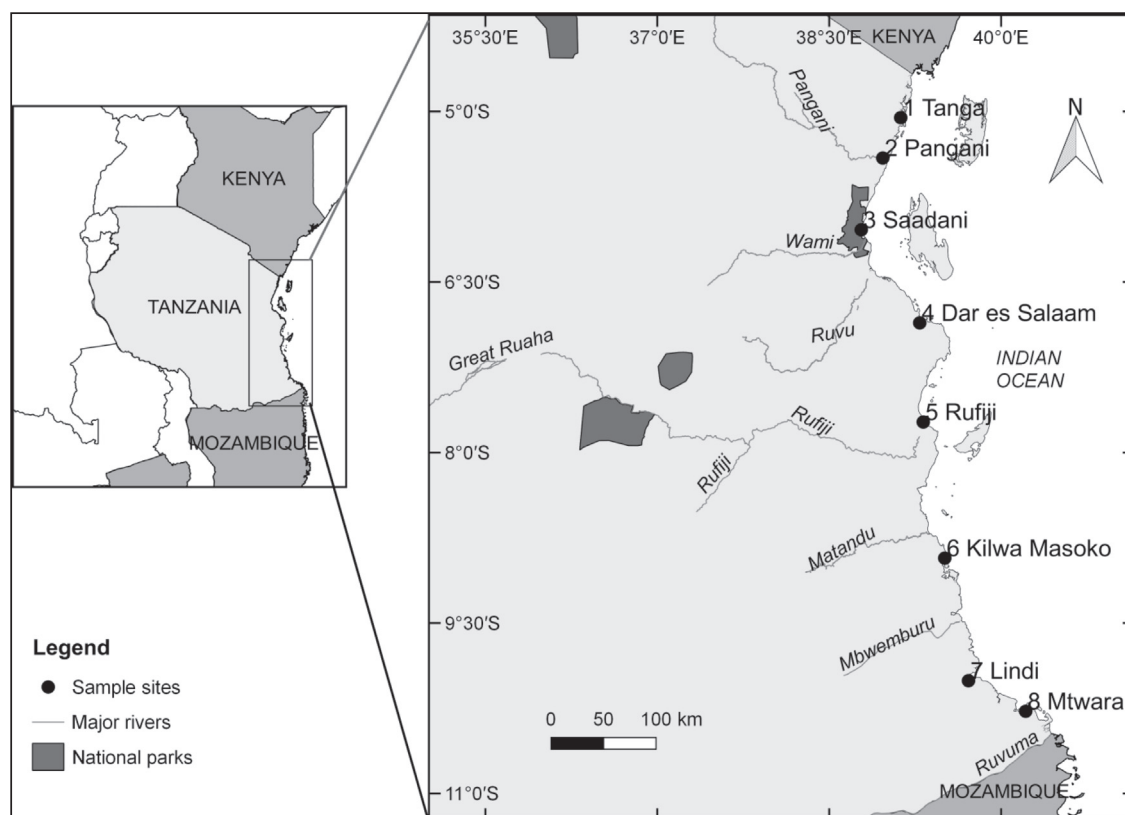 KENYA
TANZANIA
MOZAMBIQUE
Legend
Sample sites
Major rivers
National parks
35°30′E
37°0′E
38°30′E
40°0′E
KENYA
N
5°0′S
6°30′S
8°0′S
9°30′S
11°0′S
Pangani
1 Tanga
2 Pangani
3 Saadani
Wami
4 Dar es Salaam
Ruvu
Great Ruaha
INDIAN
OCEAN
5 Rufiji
Rufiji
Rufiji
6 Kilwa Masoko
Matandu
Mbwemburu
7 Lindi
8 Mtwara
0 50 100 km
Ruvuma
MOZAMBIQUE